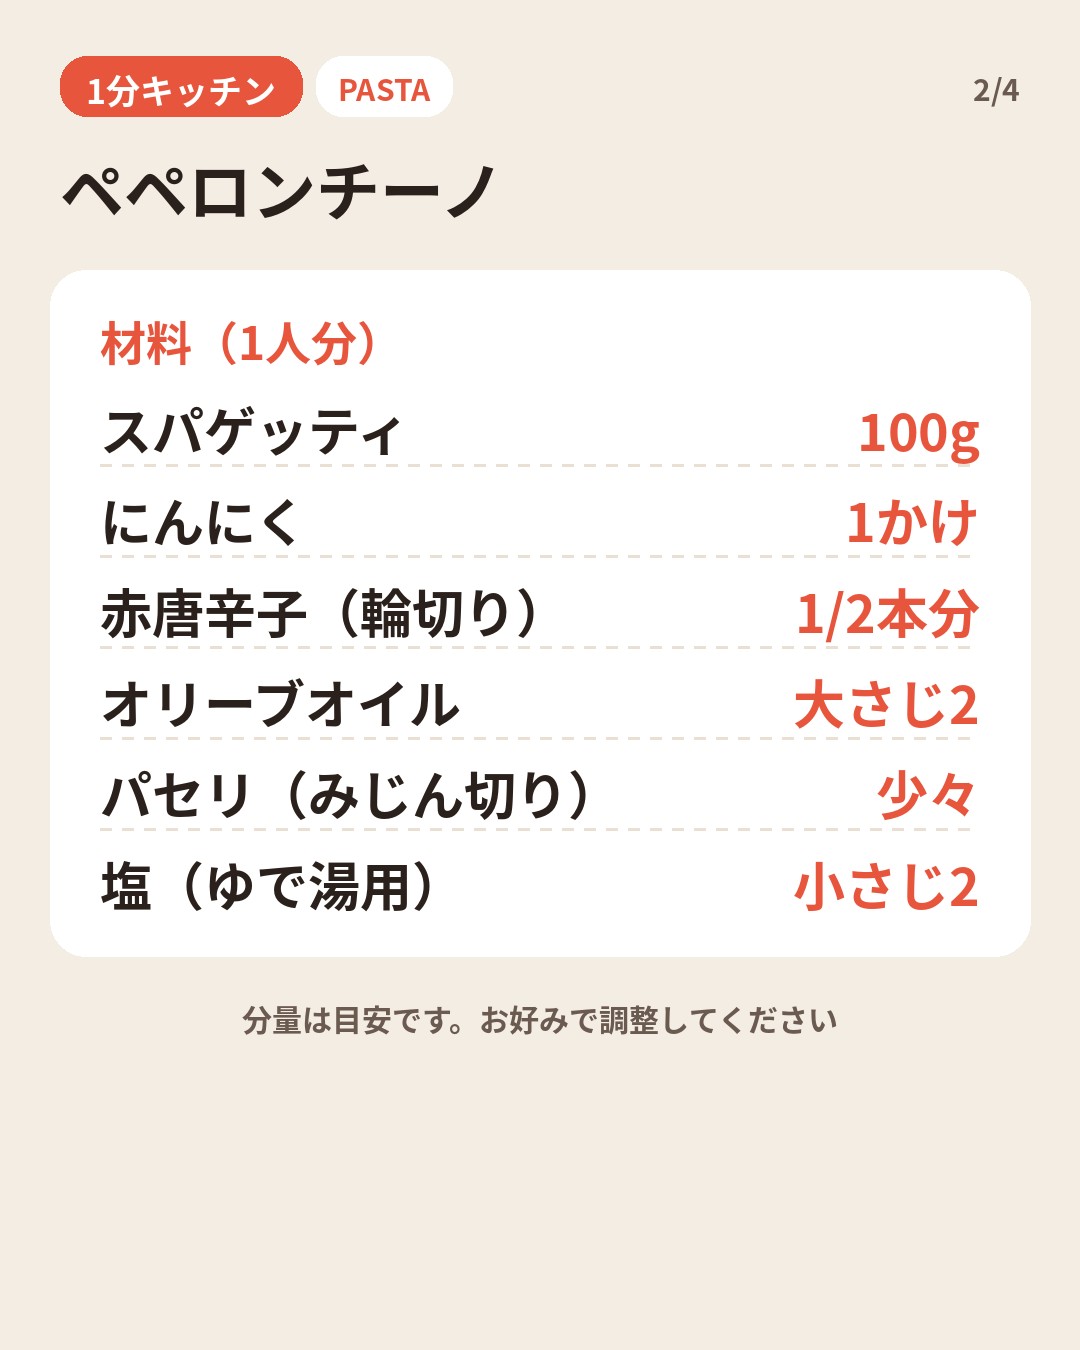 1分キッチン PASTA 2/4
ペペロンチーノ
材料（1人分）
スパゲッティ 100g
にんにく 1かけ
赤唐辛子（輪切り） 1/2本分
オリーブオイル 大さじ2
パセリ（みじん切り） 少々
塩（ゆで湯用） 小さじ2
分量は目安です。お好みで調整してください